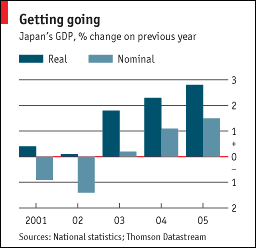 Getting going
Japan's GDP, % change on previous year
Real Nominal
3
2
1
+
0
–
1
2
2001 02 03 04 05
Sources: National statistics; Thomson Datastream